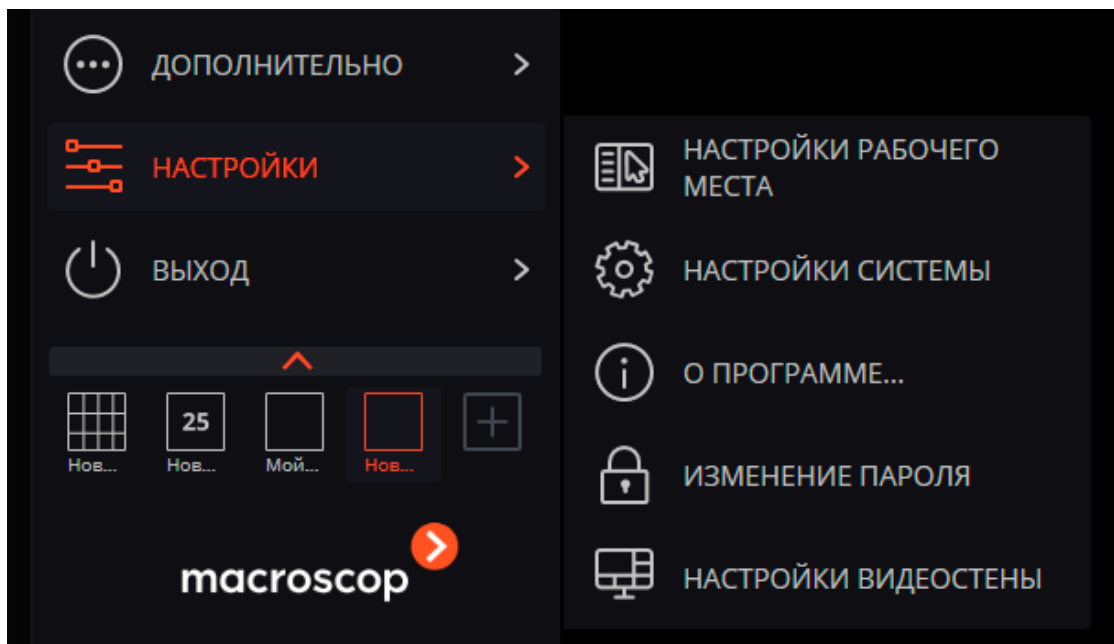 ДОПОЛНИТЕЛЬНО
НАСТРОЙКИ
ВЫХОД
25
Нов...
Нов...
Мой...
Нов...
macroscop
НАСТРОЙКИ РАБОЧЕГО
МЕСТА
НАСТРОЙКИ СИСТЕМЫ
О ПРОГРАММЕ...
ИЗМЕНЕНИЕ ПАРОЛЯ
НАСТРОЙКИ ВИДЕОСТЕНЫ